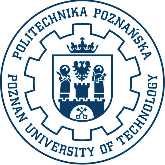 POLITECHNIKA POZNAŃSKA
POZNAN UNIVERSITY OF TECHNOLOGY